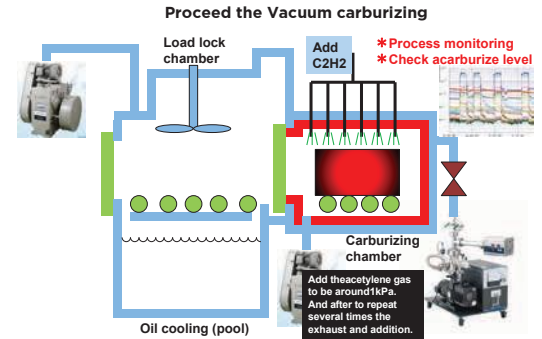 Proceed the Vacuum carburizing
Load lock
chamber
Add
C2H2
*Process monitoring
*Check acarburize level
Carburizing
chamber
Add theacetylene gas
to be around1kPa.
And after to repeat
several times the
exhaust and addition.
Oil cooling (pool)